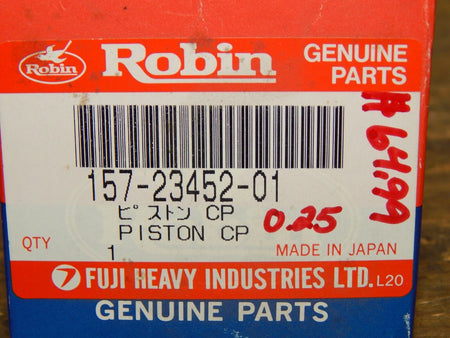 Robin
Robin
GENUINE
PARTS
# 64.99
157-23452-01
ピストン CP
0.25
PISTON CP
QTY
1
MADE IN JAPAN
7 FUJI HEAVY INDUSTRIES LTD. L20
GENUINE PARTS